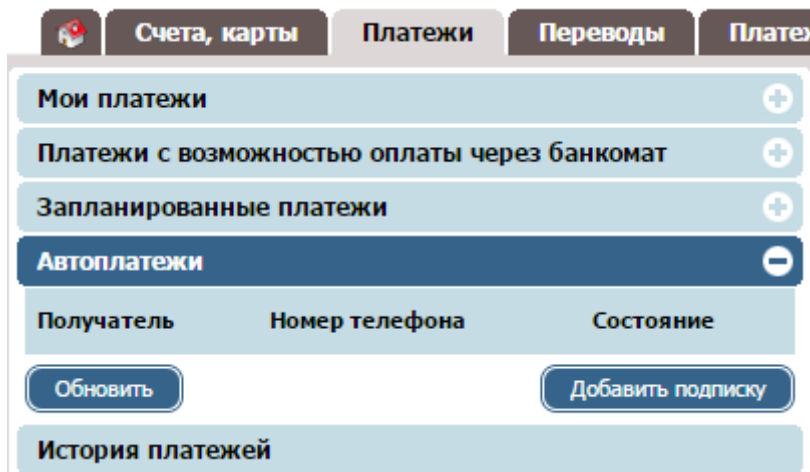 Счета, карты Платежи Переводы
Мои платежи
Платежи с возможностью оплаты через банкомат
Запланированные платежи
Автоплатежи
Получатель Номер телефона Состояние
Обновить Добавить подписку
История платежей